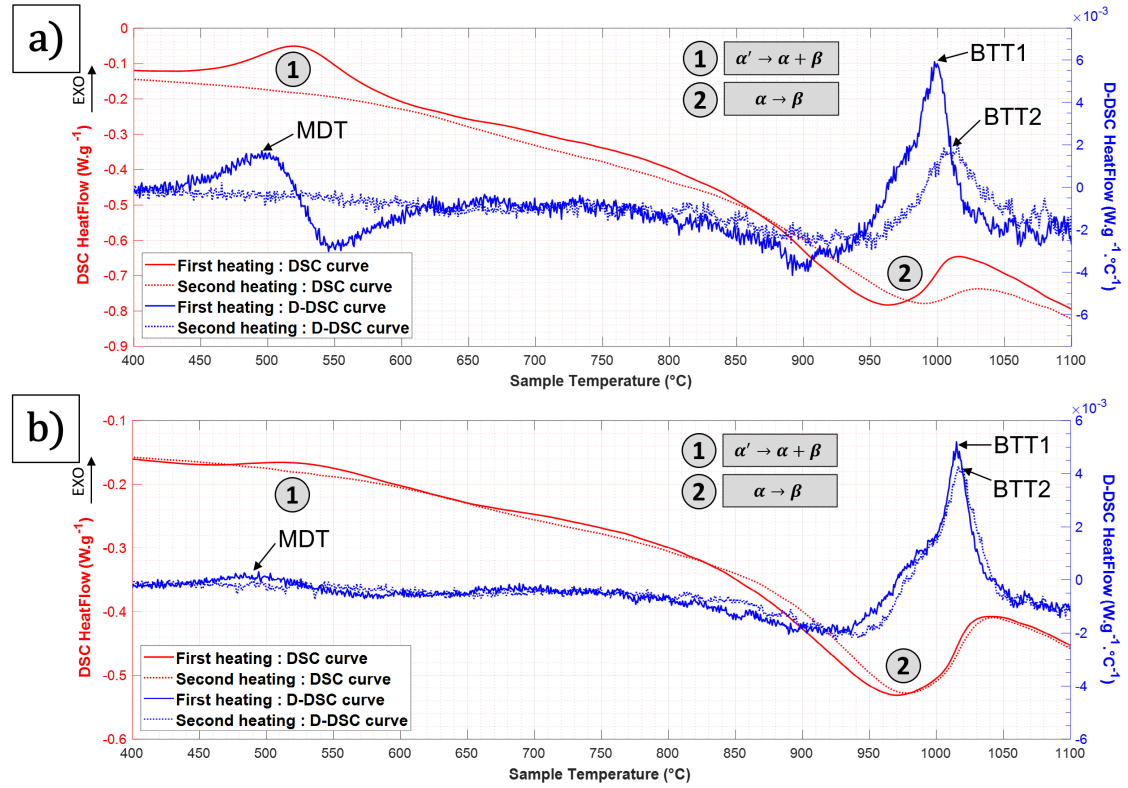 a)
×10⁻³
0
-0.1
-0.2
-0.3
-0.4
-0.5
-0.6
-0.7
-0.8
-0.9
EXO
DSC HeatFlow (W.g ⁻¹)
1
MDT
1 α′ → α + β
2 α → β
BTT1
BTT2
2
6
4
2
0
-2
-4
-6
D-DSC HeatFlow (W.g ⁻¹.°C⁻¹)
First heating : DSC curve
Second heating : DSC curve
First heating : D-DSC curve
Second heating : D-DSC curve
400 450 500 550 600 650 700 750 800 850 900 950 1000 1050 1100
Sample Temperature (°C)
b)
×10⁻³
-0.1
-0.2
-0.3
-0.4
-0.5
-0.6
EXO
DSC HeatFlow (W.g ⁻¹)
1
MDT
1 α′ → α + β
2 α → β
BTT1
BTT2
2
6
4
2
0
-2
-4
-6
D-DSC HeatFlow (W.g ⁻¹.°C⁻¹)
First heating : DSC curve
Second heating : DSC curve
First heating : D-DSC curve
Second heating : D-DSC curve
400 450 500 550 600 650 700 750 800 850 900 950 1000 1050 1100
Sample Temperature (°C)